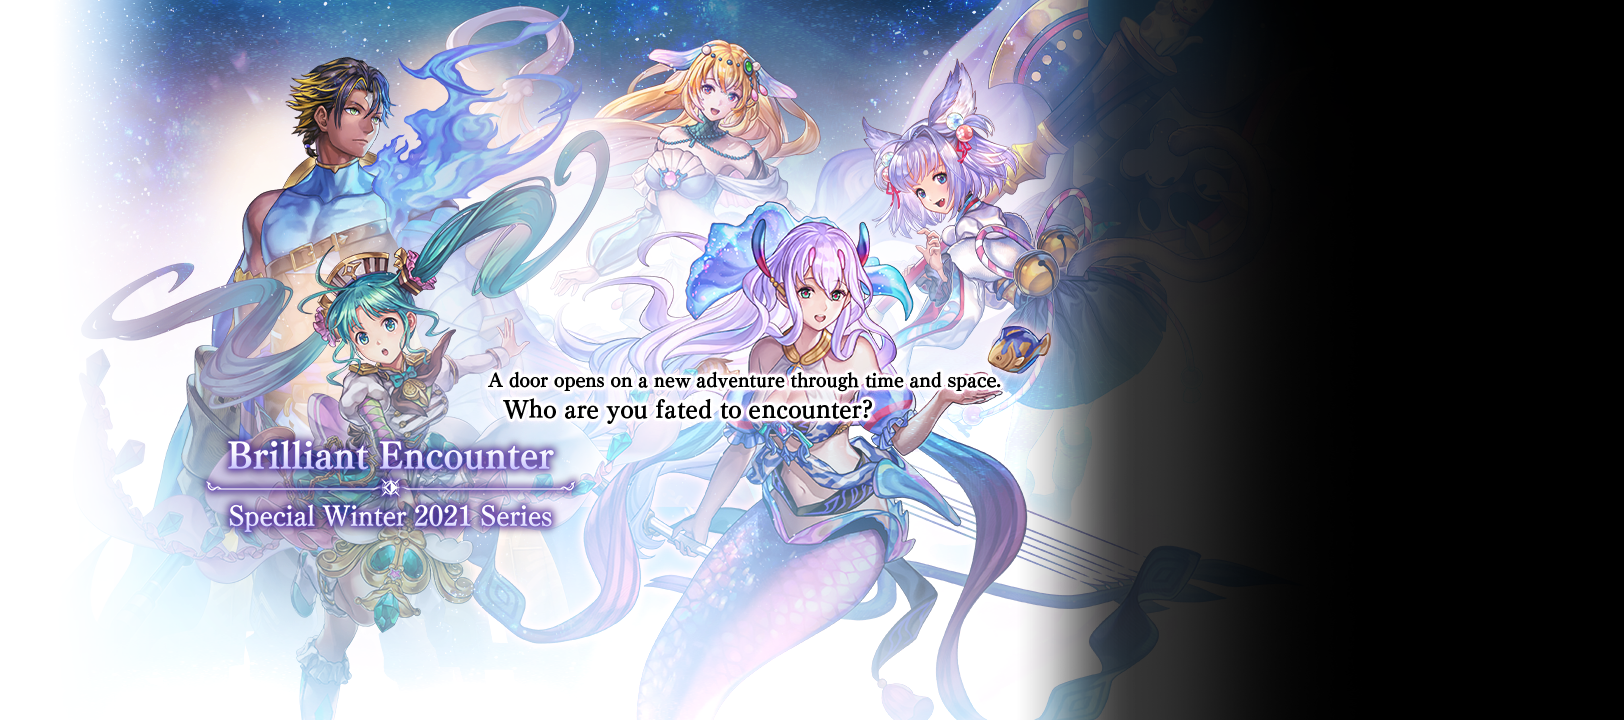 A door opens on a new adventure through time and space.
Who are you fated to encounter?
Brilliant Encounter
Special Winter 2021 Series